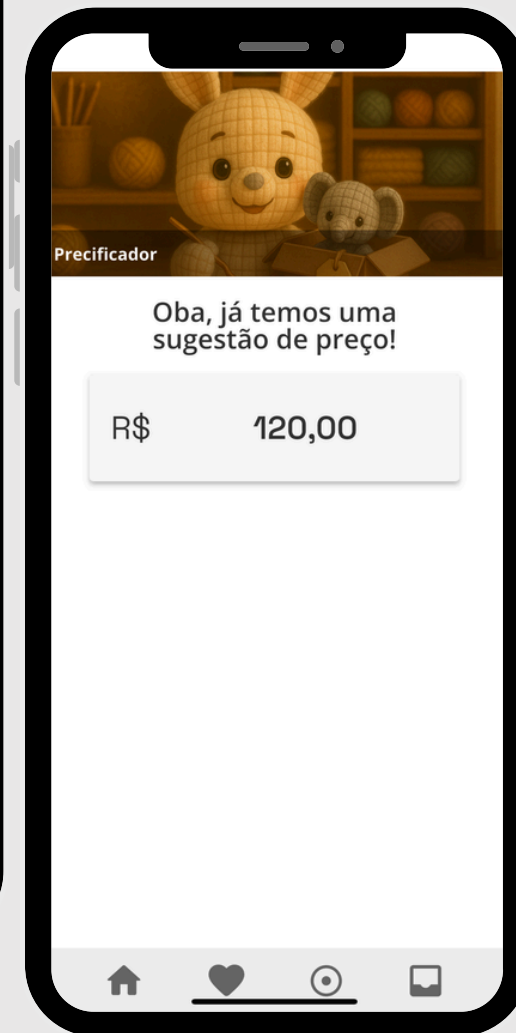 Precificador
Oba, já temos uma
sugestão de preço!
R$ 120,00